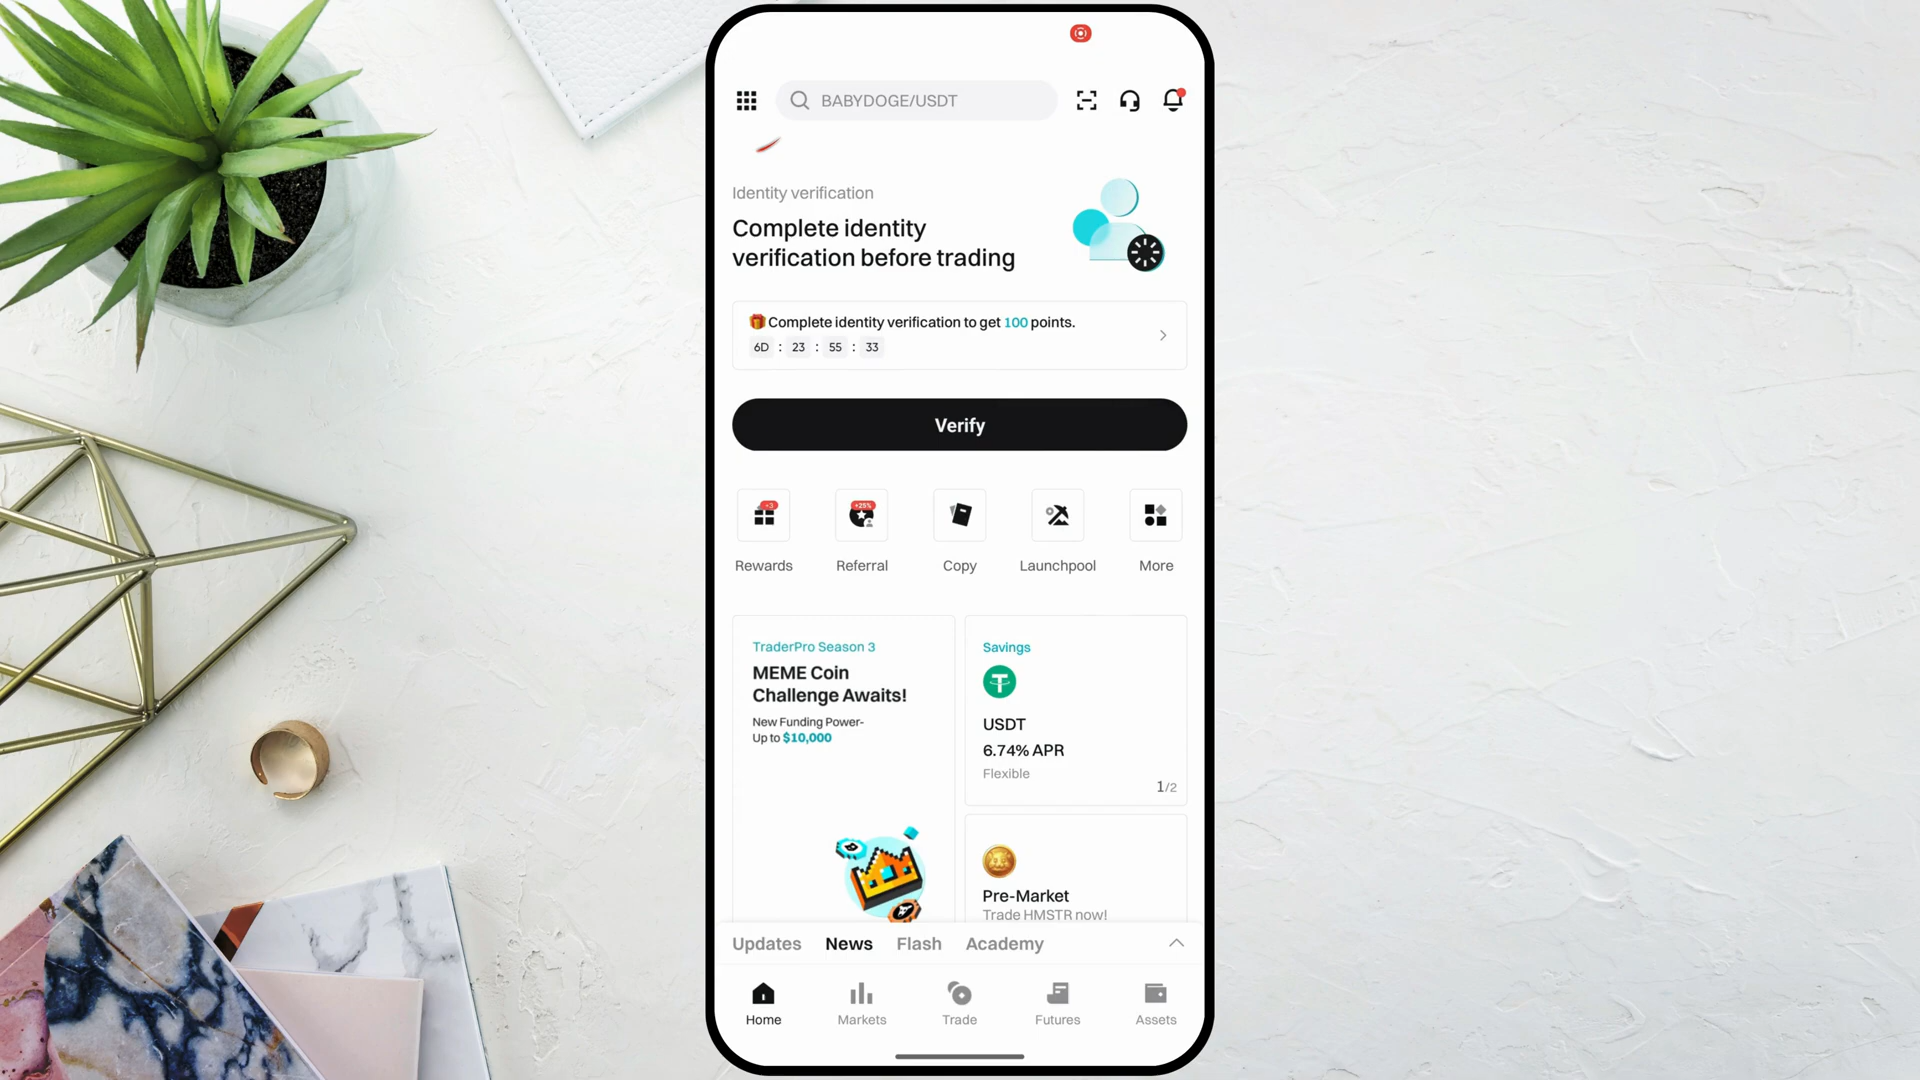 BABYDOGE/USDT
Identity verification
Complete identity
verification before trading
Complete identity verification to get 100 points.
6D : 23 : 55 : 33
Verify
+3
+25%
Rewards
Referral
Copy
Launchpool
More
TraderPro Season 3
MEME Coin
Challenge Awaits!
New Funding Power-
Up to $10,000
Savings
USDT
6.74% APR
Flexible
1/2
Pre-Market
Trade HMSTR now!
Updates
News
Flash
Academy
Home
Markets
Trade
Futures
Assets